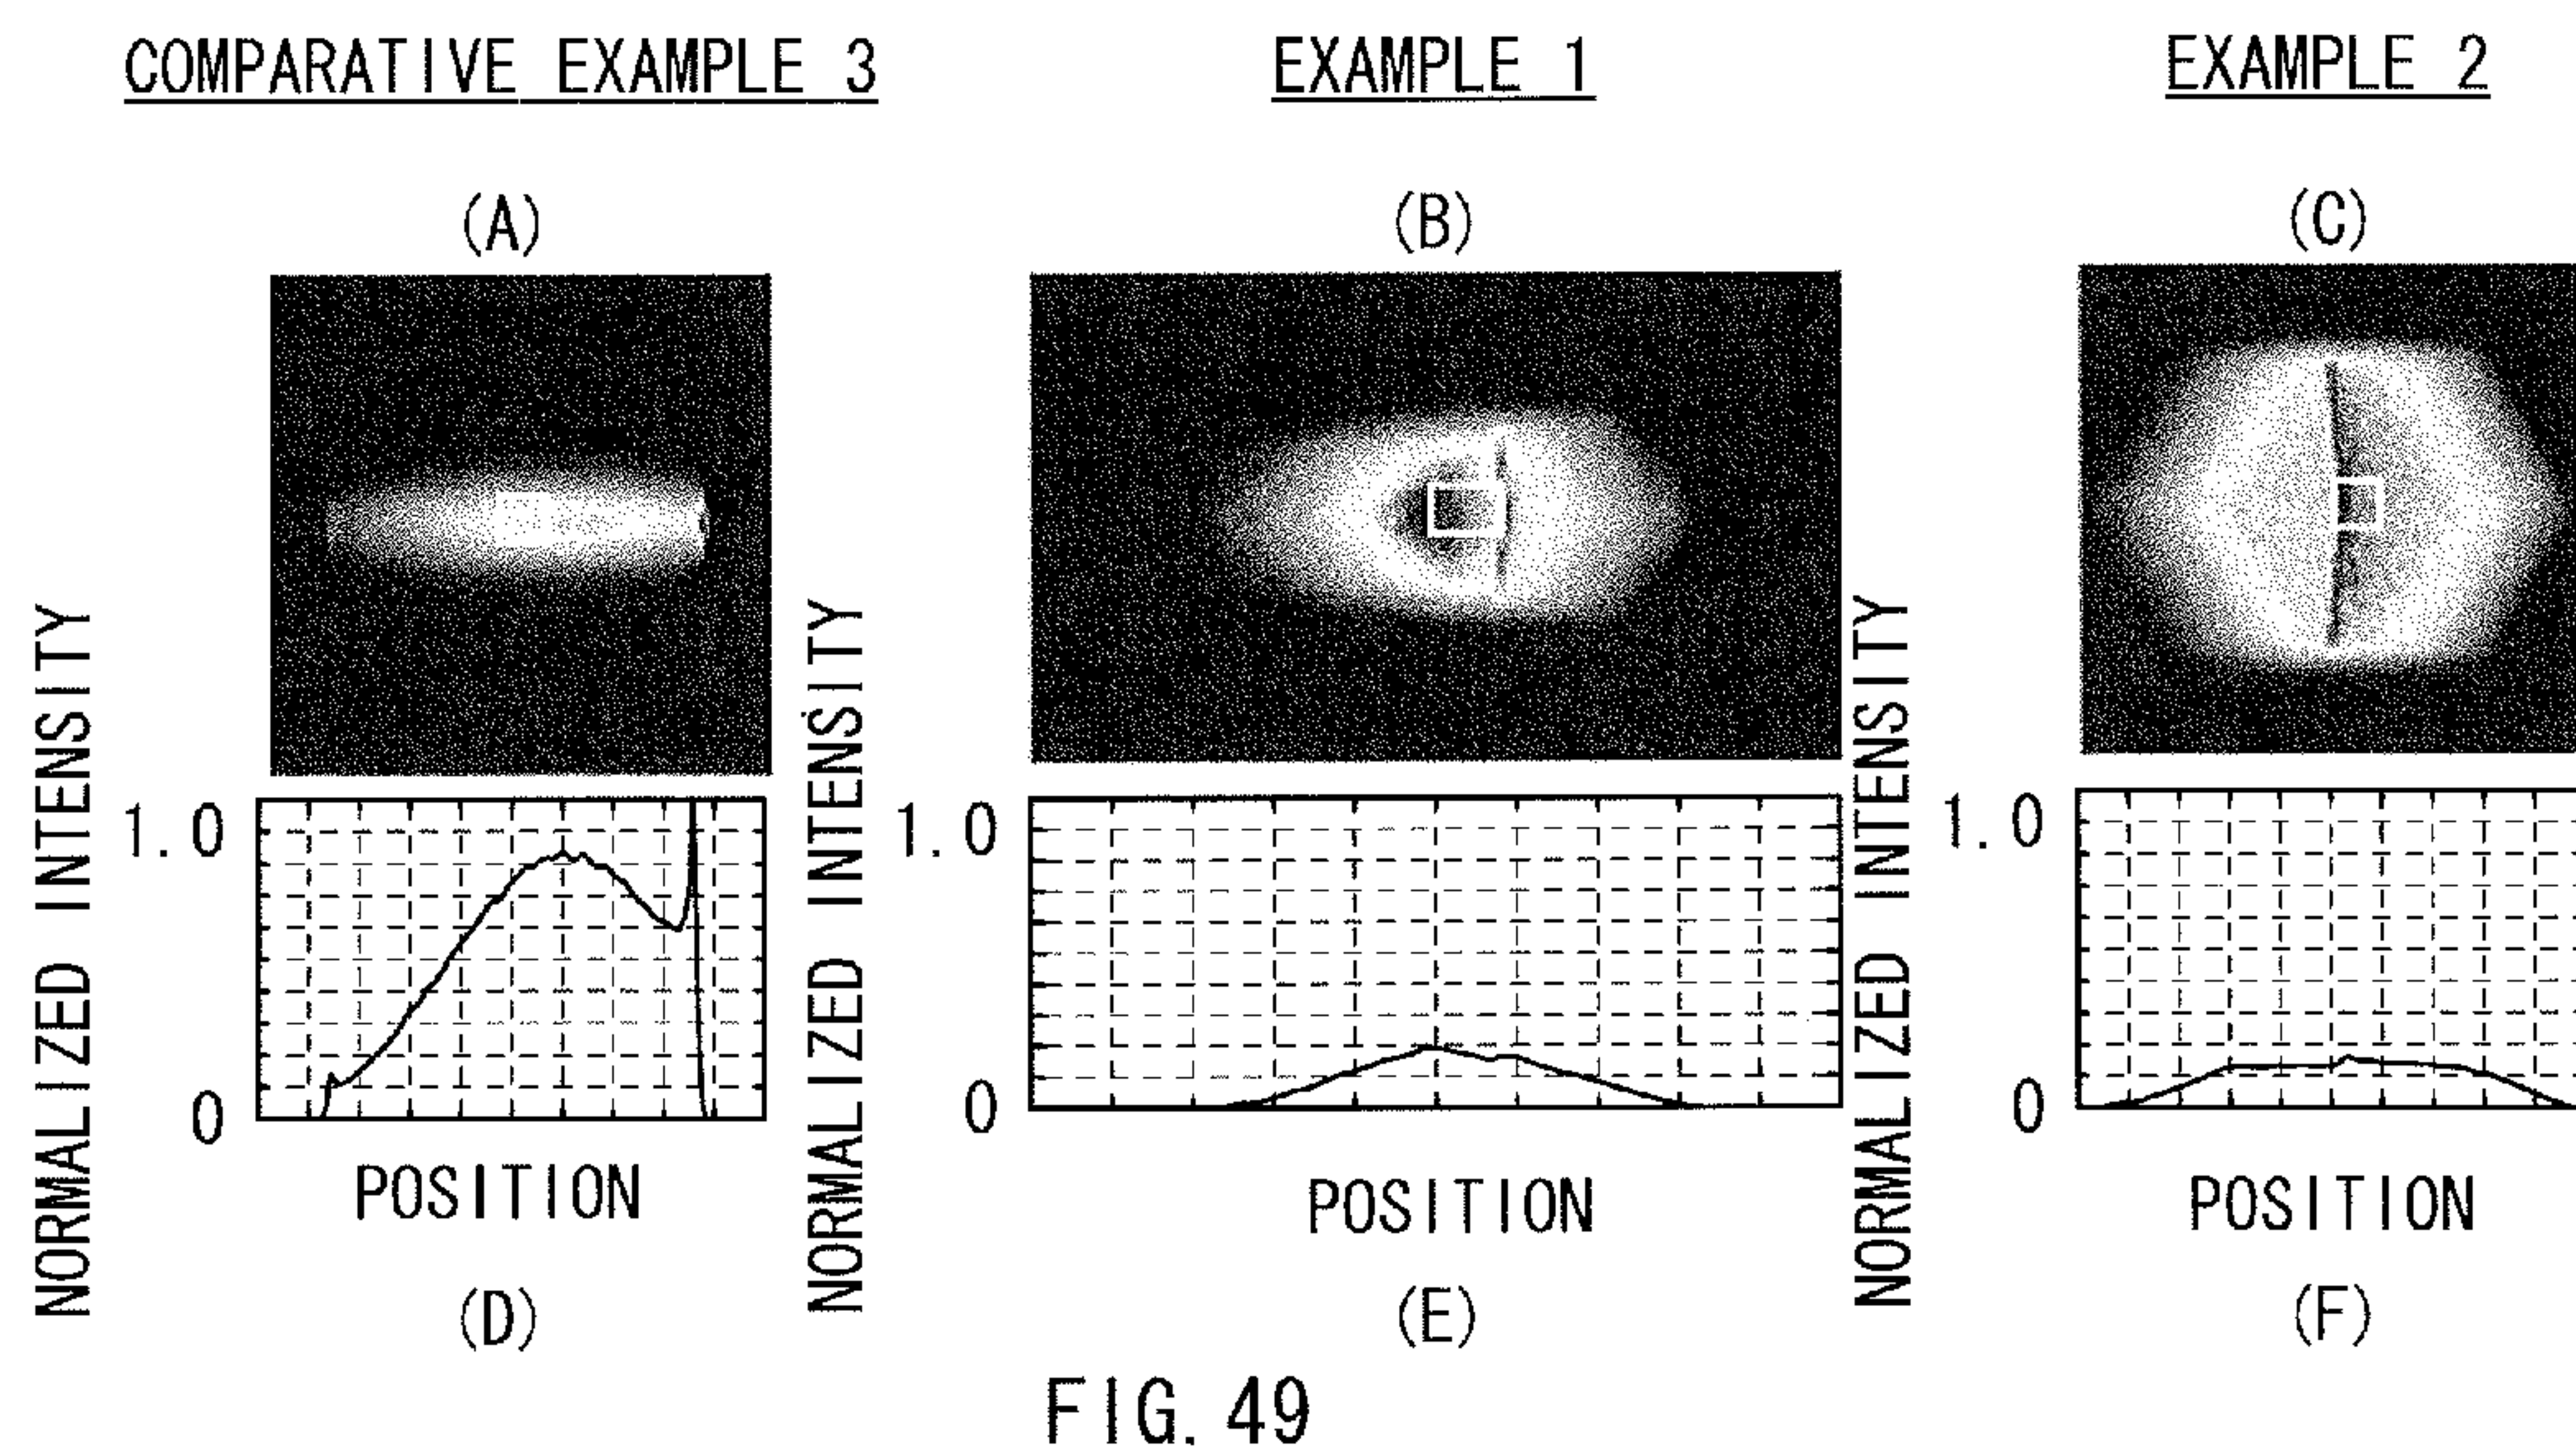 COMPARATIVE EXAMPLE 3
EXAMPLE 1
EXAMPLE 2
(A)
(B)
(C)
NORMALIZED INTENSITY
1.0
0
POSITION
(D)
NORMALIZED INTENSITY
1.0
0
POSITION
(E)
NORMALIZED INTENSITY
1.0
0
POSITION
(F)
FIG. 49